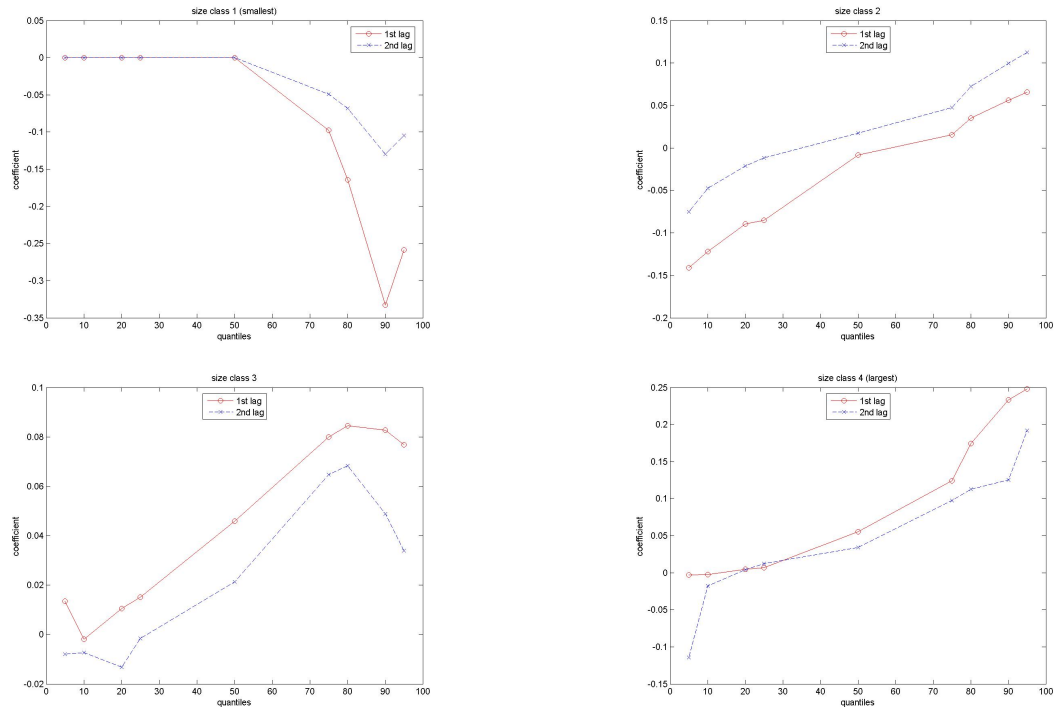 size class 1 (smallest)
1st lag
2nd lag
0.05
0
-0.05
-0.1
-0.15
-0.2
-0.25
-0.3
-0.35
coefficient
0 10 20 30 40 50 60 70 80 90 100
quantiles
size class 2
1st lag
2nd lag
0.15
0.1
0.05
0
-0.05
-0.1
-0.15
-0.2
coefficient
0 10 20 30 40 50 60 70 80 90 100
quantiles
size class 3
1st lag
2nd lag
0.1
0.08
0.06
0.04
0.02
0
-0.02
coefficient
0 10 20 30 40 50 60 70 80 90 100
quantiles
size class 4 (largest)
1st lag
2nd lag
0.25
0.2
0.15
0.1
0.05
0
-0.05
-0.1
-0.15
coefficient
0 10 20 30 40 50 60 70 80 90 100
quantiles